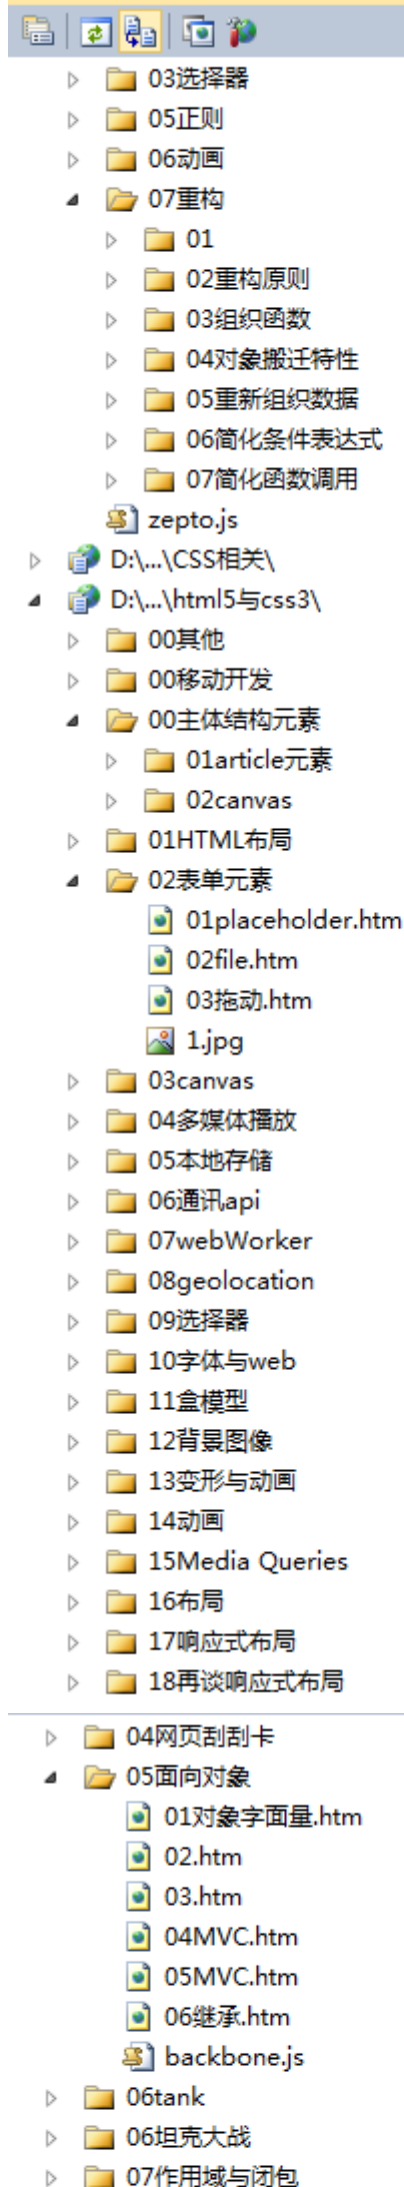 03选择器
05正则
06动画
07重构
01
02重构原则
03组织函数
04对象搬迁特性
05重新组织数据
06简化条件表达式
07简化函数调用
zepto.js
D:\...\CSS相关\
D:\...\html5与css3\
00其他
00移动开发
00主体结构元素
01article元素
02canvas
01HTML布局
02表单元素
01placeholder.htm
02file.htm
03拖动.htm
1.jpg
03canvas
04多媒体播放
05本地存储
06通讯api
07webWorker
08geolocation
09选择器
10字体与web
11盒模型
12背景图像
13变形与动画
14动画
15Media Queries
16布局
17响应式布局
18再谈响应式布局
04网页刮刮卡
05面向对象
01对象字面量.htm
02.htm
03.htm
04MVC.htm
05MVC.htm
06继承.htm
backbone.js
06tank
06坦克大战
07作用域与闭包